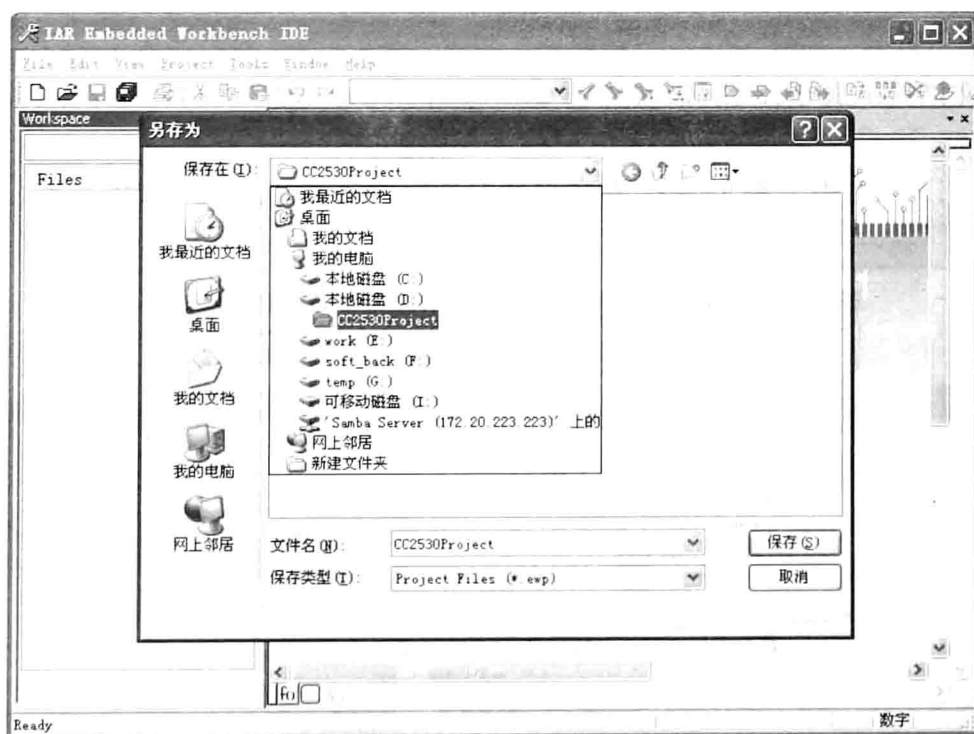 IAR Embedded Workbench IDE
File Edit View Project Tools Window Help
Workspace
Files
另存为
保存在(I):
CC2530Project
我最近的文档
桌面
我的文档
我的电脑
本地磁盘 (C:)
本地磁盘 (D:)
CC2530Project
work (E:)
soft_back (F:)
temp (G:)
可移动磁盘 (I:)
'Samba Server (172.20.223.223)' 上的
网上邻居
新建文件夹
我最近的文档
桌面
我的文档
我的电脑
网上邻居
文件名(N):
CC2530Project
保存(S)
保存类型(T):
Project Files (*.ewp)
取消
Ready
数字